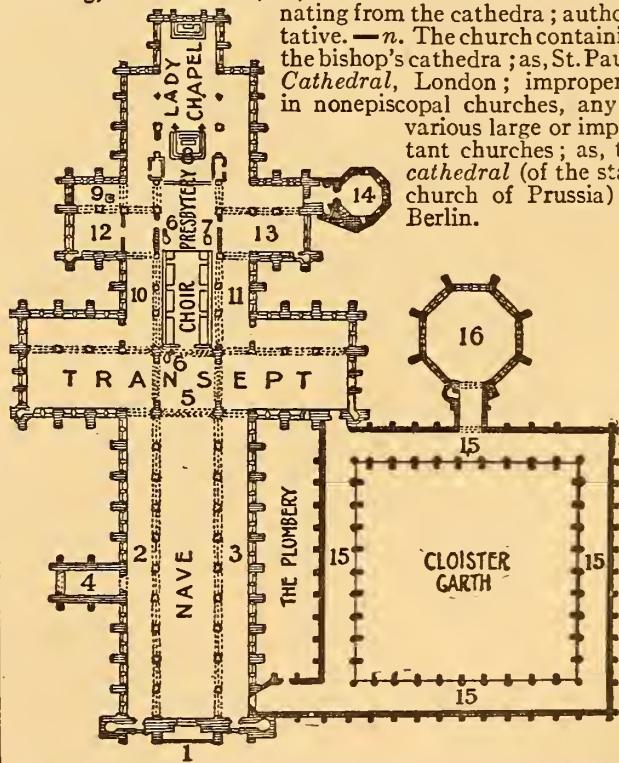 nating from the cathedra ; autho
tative. —n. The church containi
the bishop's cathedra ; as, St. Pau
Cathedral, London ; improper
in nonepiscopal churches, any
various large or imp
tant churches ; as, t
cathedral (of the sta
church of Prussia)
Berlin.
LADY
CHAPEL
PRESBYTERY
9
14
12
6
7
13
10
CHOIR
11
16
6
TRANSEPT
5
15
2
NAVE
3
THE PLUMBERY
15
CLOISTER
GARTH
15
4
15
1